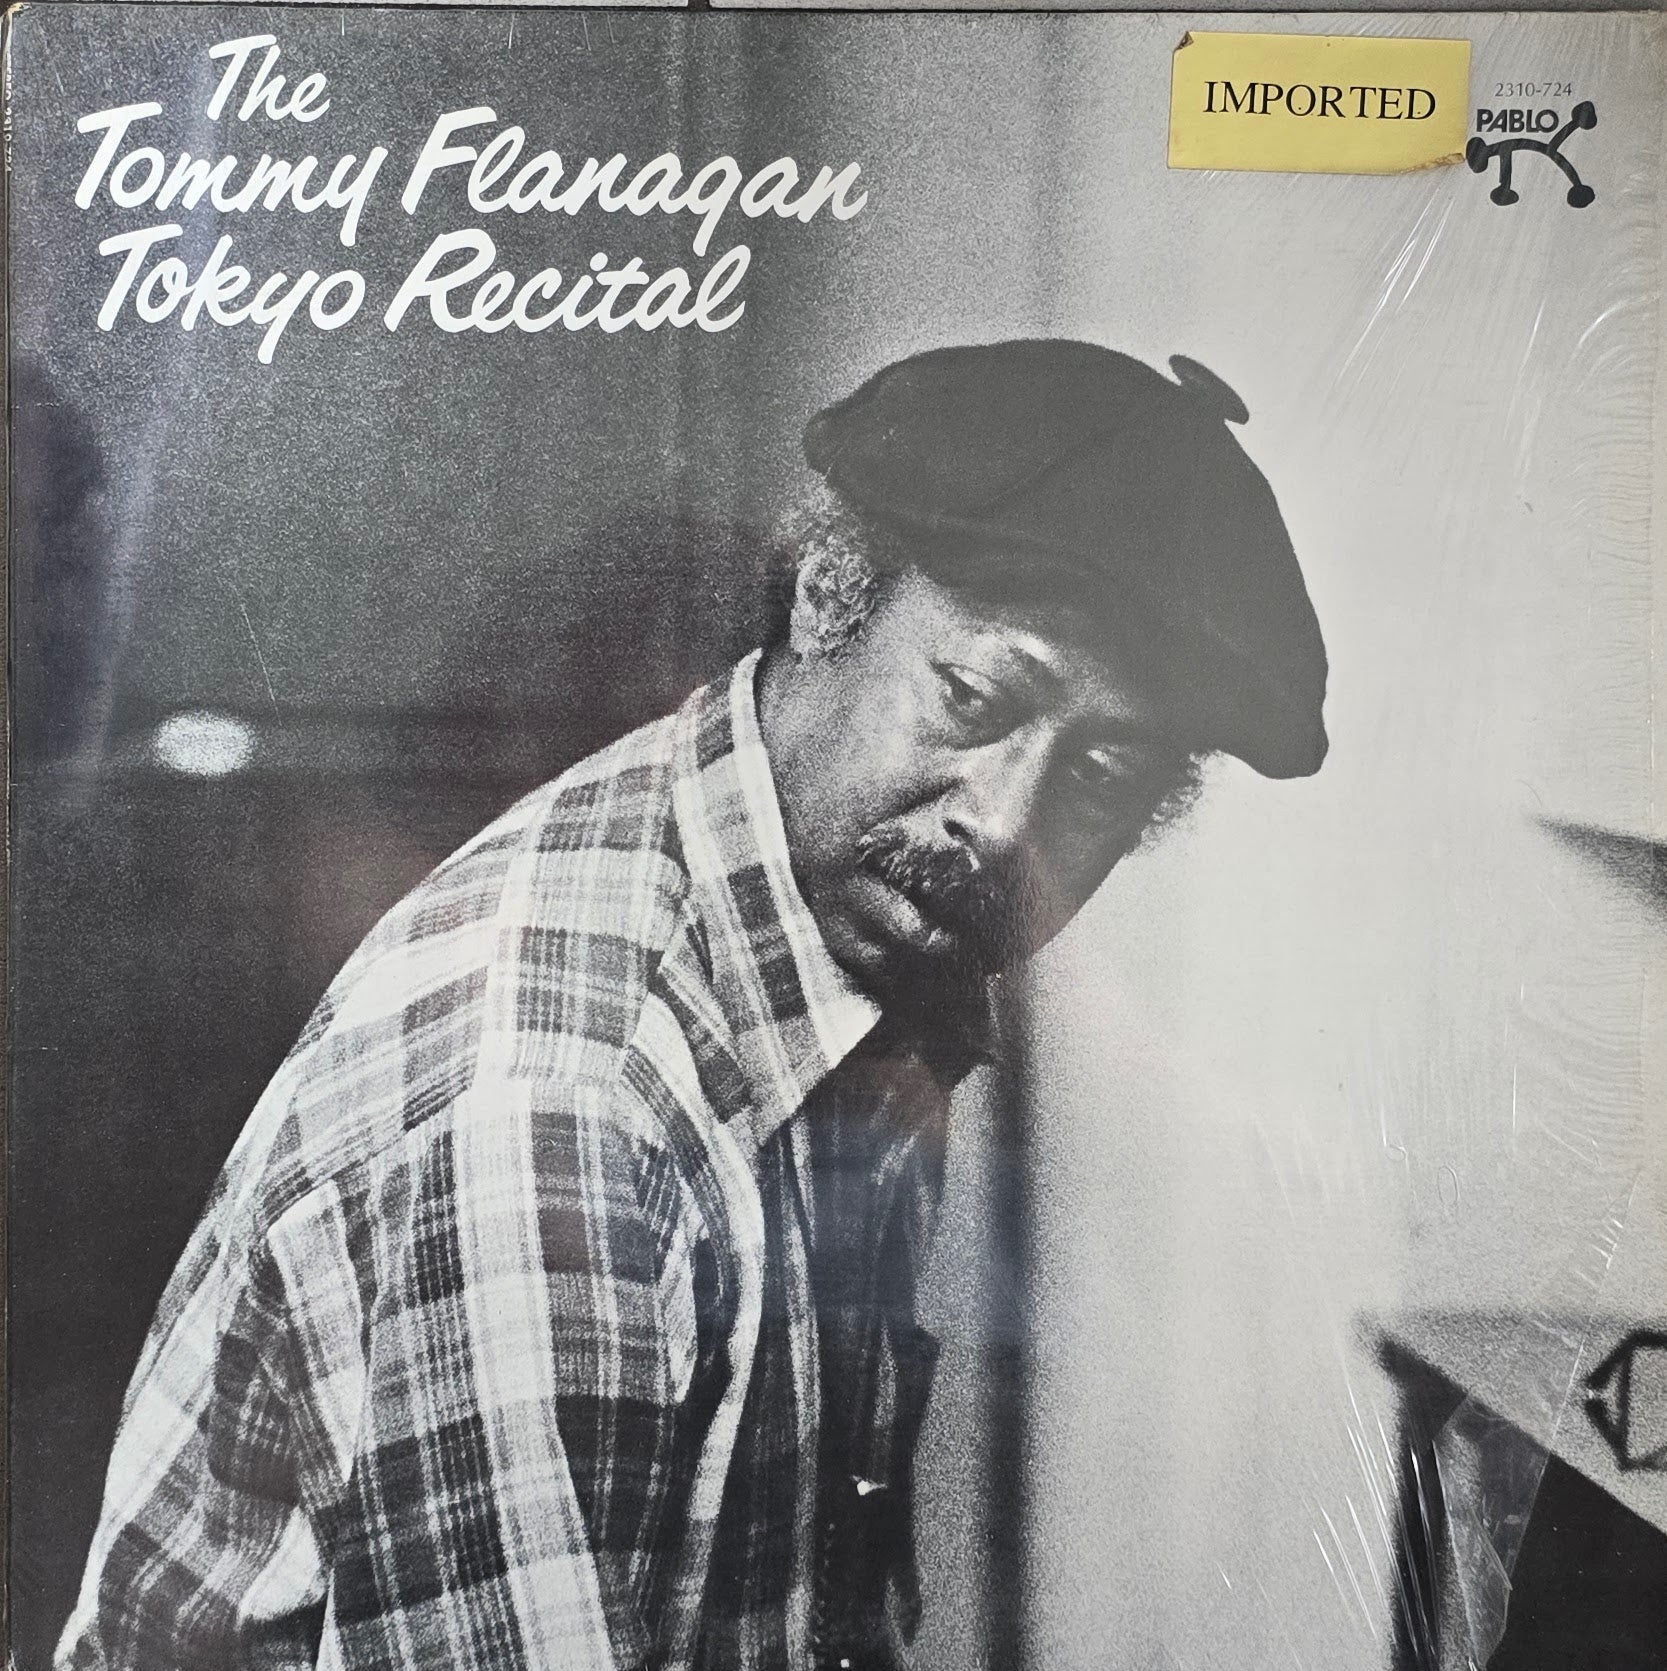 The
Tommy Flanagan
Tokyo Recital
IMPORTED
2310-724
PABLO